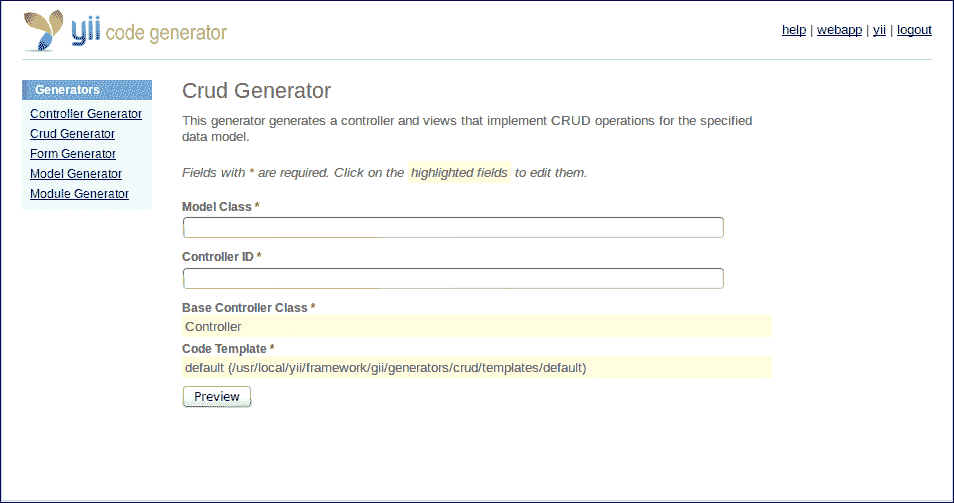 yii code generator
help | webapp | yii | logout
Generators
Controller Generator
Crud Generator
Form Generator
Model Generator
Module Generator
Crud Generator
This generator generates a controller and views that implement CRUD operations for the specified
data model.
Fields with * are required. Click on the highlighted fields to edit them.
Model Class *
Controller ID *
Base Controller Class *
Controller
Code Template *
default (/usr/local/yii/framework/gii/generators/crud/templates/default)
Preview